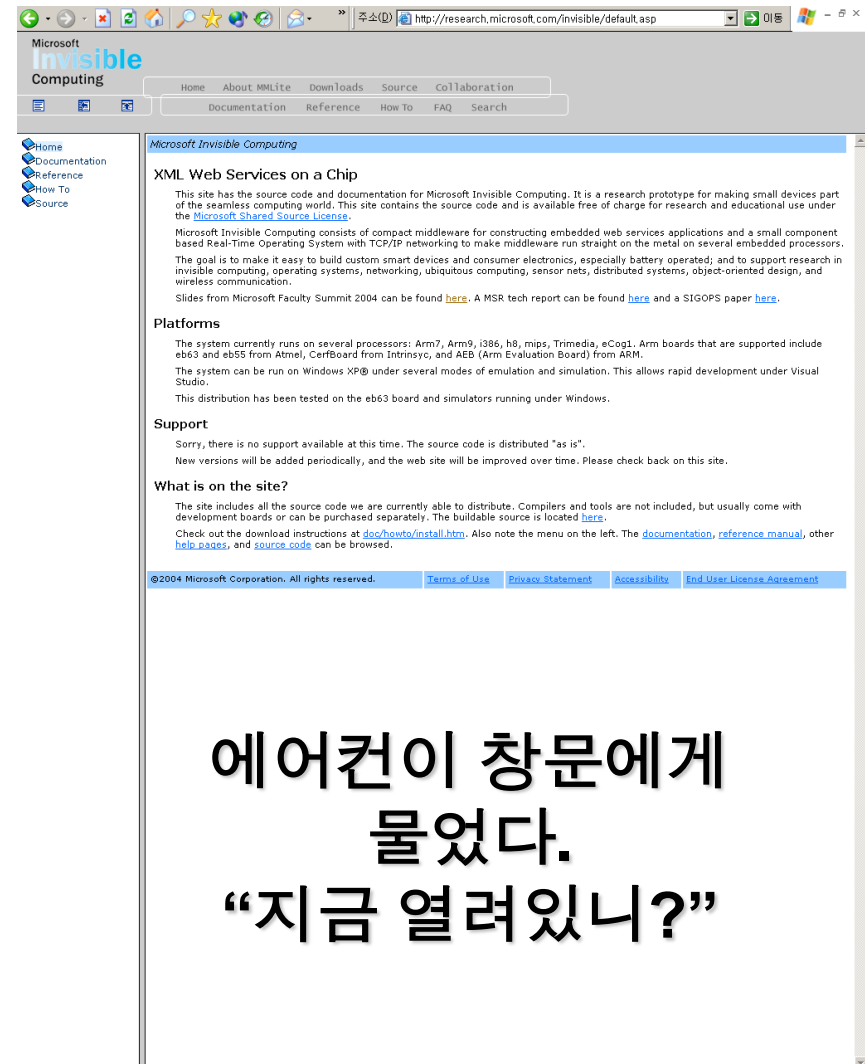 주소(D) http://research.microsoft.com/invisible/default.asp 이동
Microsoft
Invisible
Computing
Home About MMLite Downloads Source Collaboration
Documentation Reference How To FAQ Search
Home
Documentation
Reference
How To
Source
Microsoft Invisible Computing
XML Web Services on a Chip
This site has the source code and documentation for Microsoft Invisible Computing. It is a research prototype for making small devices part
of the seamless computing world. This site contains the source code and is available free of charge for research and educational use under
the Microsoft Shared Source License.
Microsoft Invisible Computing consists of compact middleware for constructing embedded web services applications and a small component
based Real-Time Operating System with TCP/IP networking to make middleware run straight on the metal on several embedded processors.
The goal is to make it easy to build custom smart devices and consumer electronics, especially battery operated; and to support research in
invisible computing, operating systems, networking, ubiquitous computing, sensor nets, distributed systems, object-oriented design, and
wireless communication.
Slides from Microsoft Faculty Summit 2004 can be found here. A MSR tech report can be found here and a SIGOPS paper here.
Platforms
The system currently runs on several processors: Arm7, Arm9, i386, h8, mips, Trimedia, eCog1. Arm boards that are supported include
eb63 and eb55 from Atmel, CerfBoard from Intrinsyc, and AEB (Arm Evaluation Board) from ARM.
The system can be run on Windows XP® under several modes of emulation and simulation. This allows rapid development under Visual
Studio.
This distribution has been tested on the eb63 board and simulators running under Windows.
Support
Sorry, there is no support available at this time. The source code is distributed "as is".
New versions will be added periodically, and the web site will be improved over time. Please check back on this site.
What is on the site?
The site includes all the source code we are currently able to distribute. Compilers and tools are not included, but usually come with
development boards or can be purchased separately. The buildable source is located here.
Check out the download instructions at doc/howto/install.htm. Also note the menu on the left. The documentation, reference manual, other
help pages, and source code can be browsed.
©2004 Microsoft Corporation. All rights reserved. Terms of Use Privacy Statement Accessibility End User License Agreement
에어컨이 창문에게
물었다.
“지금 열려있니?”